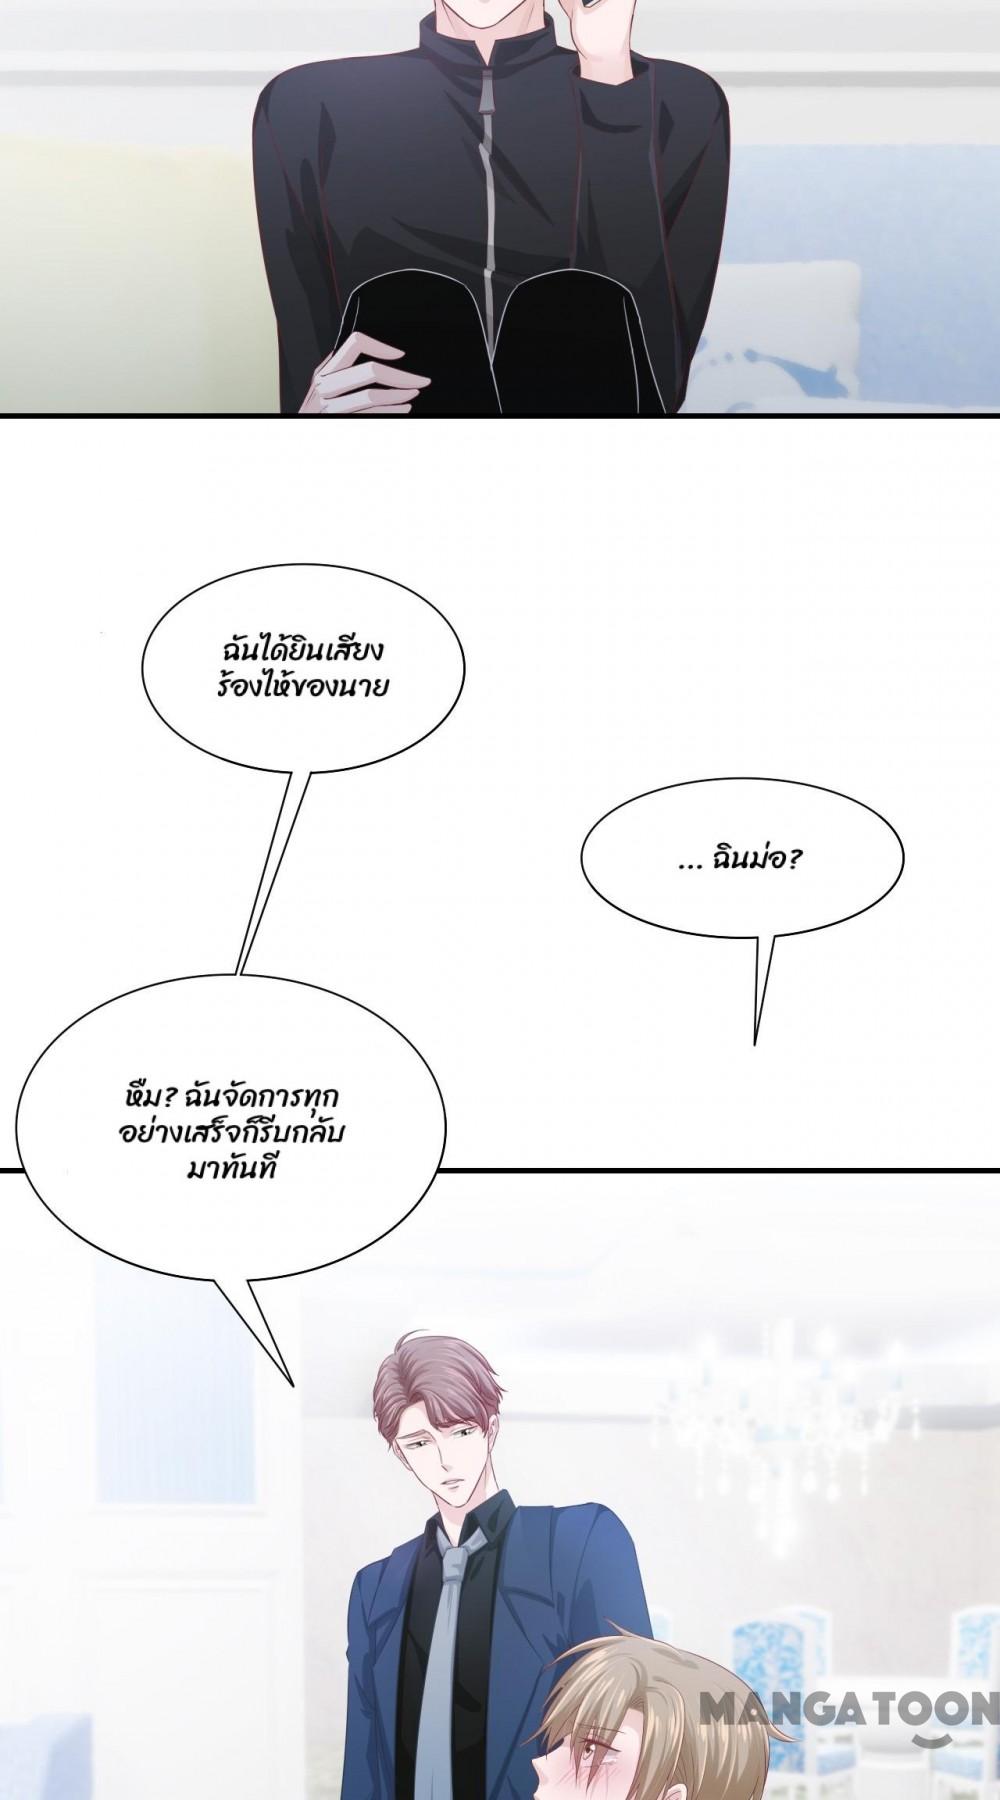 ฉันได้ยินเสียง
ร้องไห้ของนาย
... ฉินม่อ?
หืม? ฉันจัดการทุก
อย่างเสร็จก็รีบกลับ
มาทันที
MANGATOON